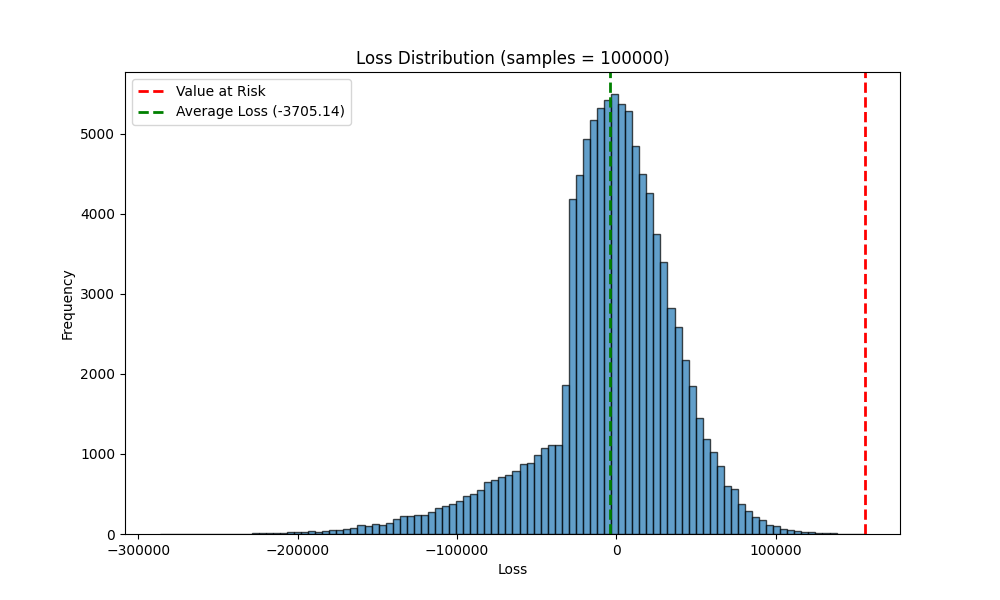 Loss Distribution (samples = 100000)
Value at Risk
Average Loss (-3705.14)
Frequency
5000
4000
3000
2000
1000
0
−300000
−200000
−100000
0
100000
Loss